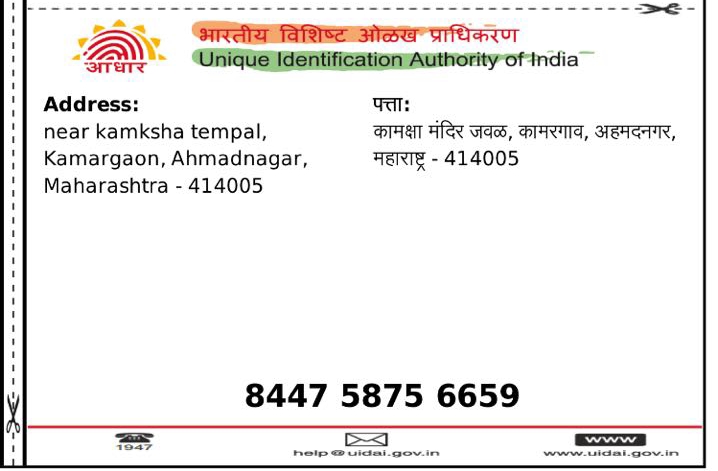 भारतीय विशिष्ट ओळख प्राधिकरण
Unique Identification Authority of India
आधार
Address:
near kamksha tempal,
Kamargaon, Ahmadnagar,
Maharashtra - 414005
पत्ता:
कामक्षा मंदिर जवळ, कामरगाव, अहमदनगर,
महाराष्ट्र - 414005
8447 5875 6659
1947
help@uidai.gov.in
www
www.uidai.gov.in